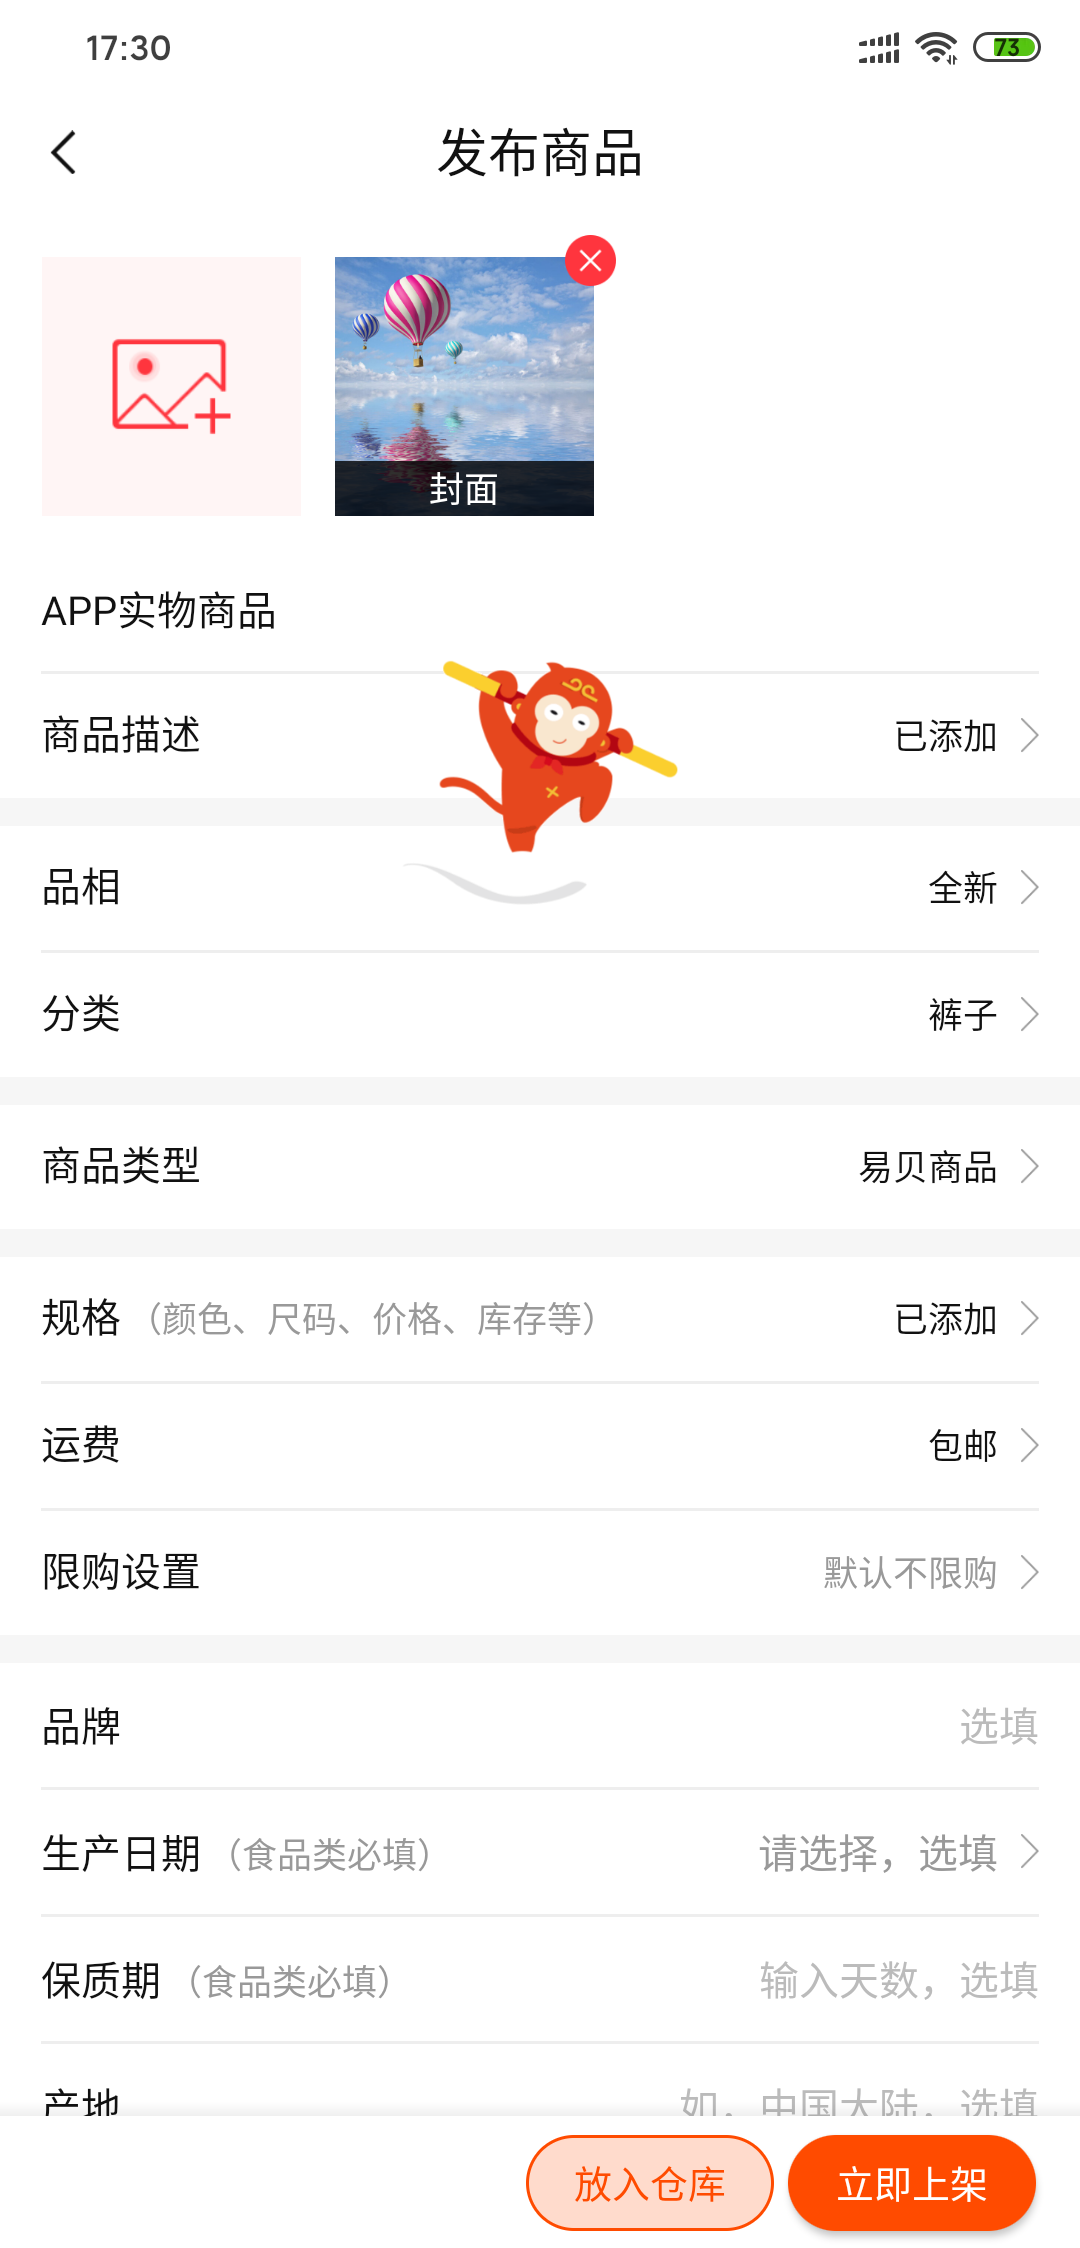 17:30
73
发布商品
封面
APP实物商品
商品描述 已添加
品相 全新
分类 裤子
商品类型 易贝商品
规格（颜色、尺码、价格、库存等） 已添加
运费 包邮
限购设置 默认不限购
品牌 选填
生产日期（食品类必填） 请选择，选填
保质期（食品类必填） 输入天数，选填
产地 如，中国大陆，选填
放入仓库 立即上架